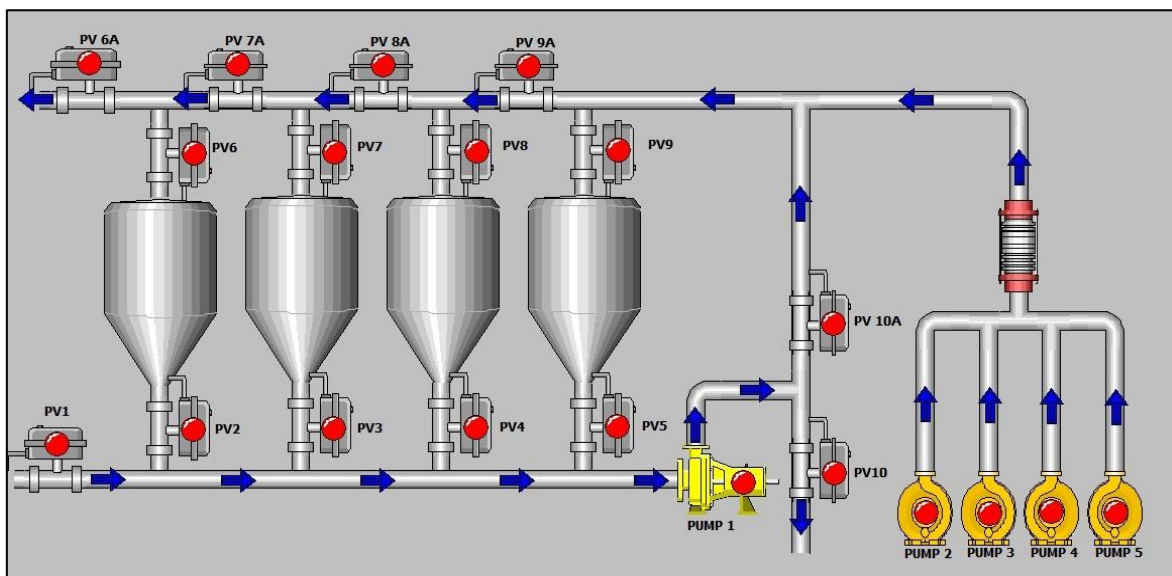 PV 6A
PV 7A
PV 8A
PV 9A
PV6
PV7
PV8
PV9
PV 10A
PV1
PV2
PV3
PV4
PV5
PV10
PUMP 1
PUMP 2
PUMP 3
PUMP 4
PUMP 5